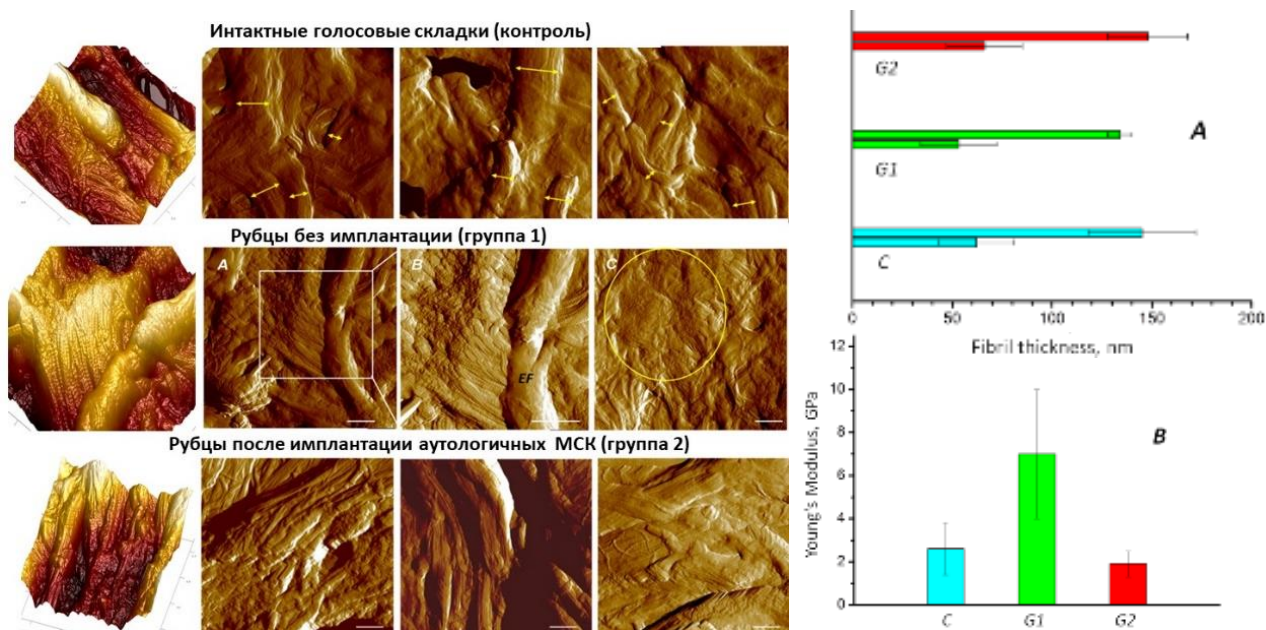 Интактные голосовые складки (контроль)
Рубцы без имплантации (группа 1)
A
B
C
EF
Рубцы после имплантации аутологичных МСК (группа 2)
G2
G1
C
A
0
50
100
150
200
Fibril thickness, nm
12
10
8
6
4
2
0
Young's Modulus, GPa
B
C
G1
G2